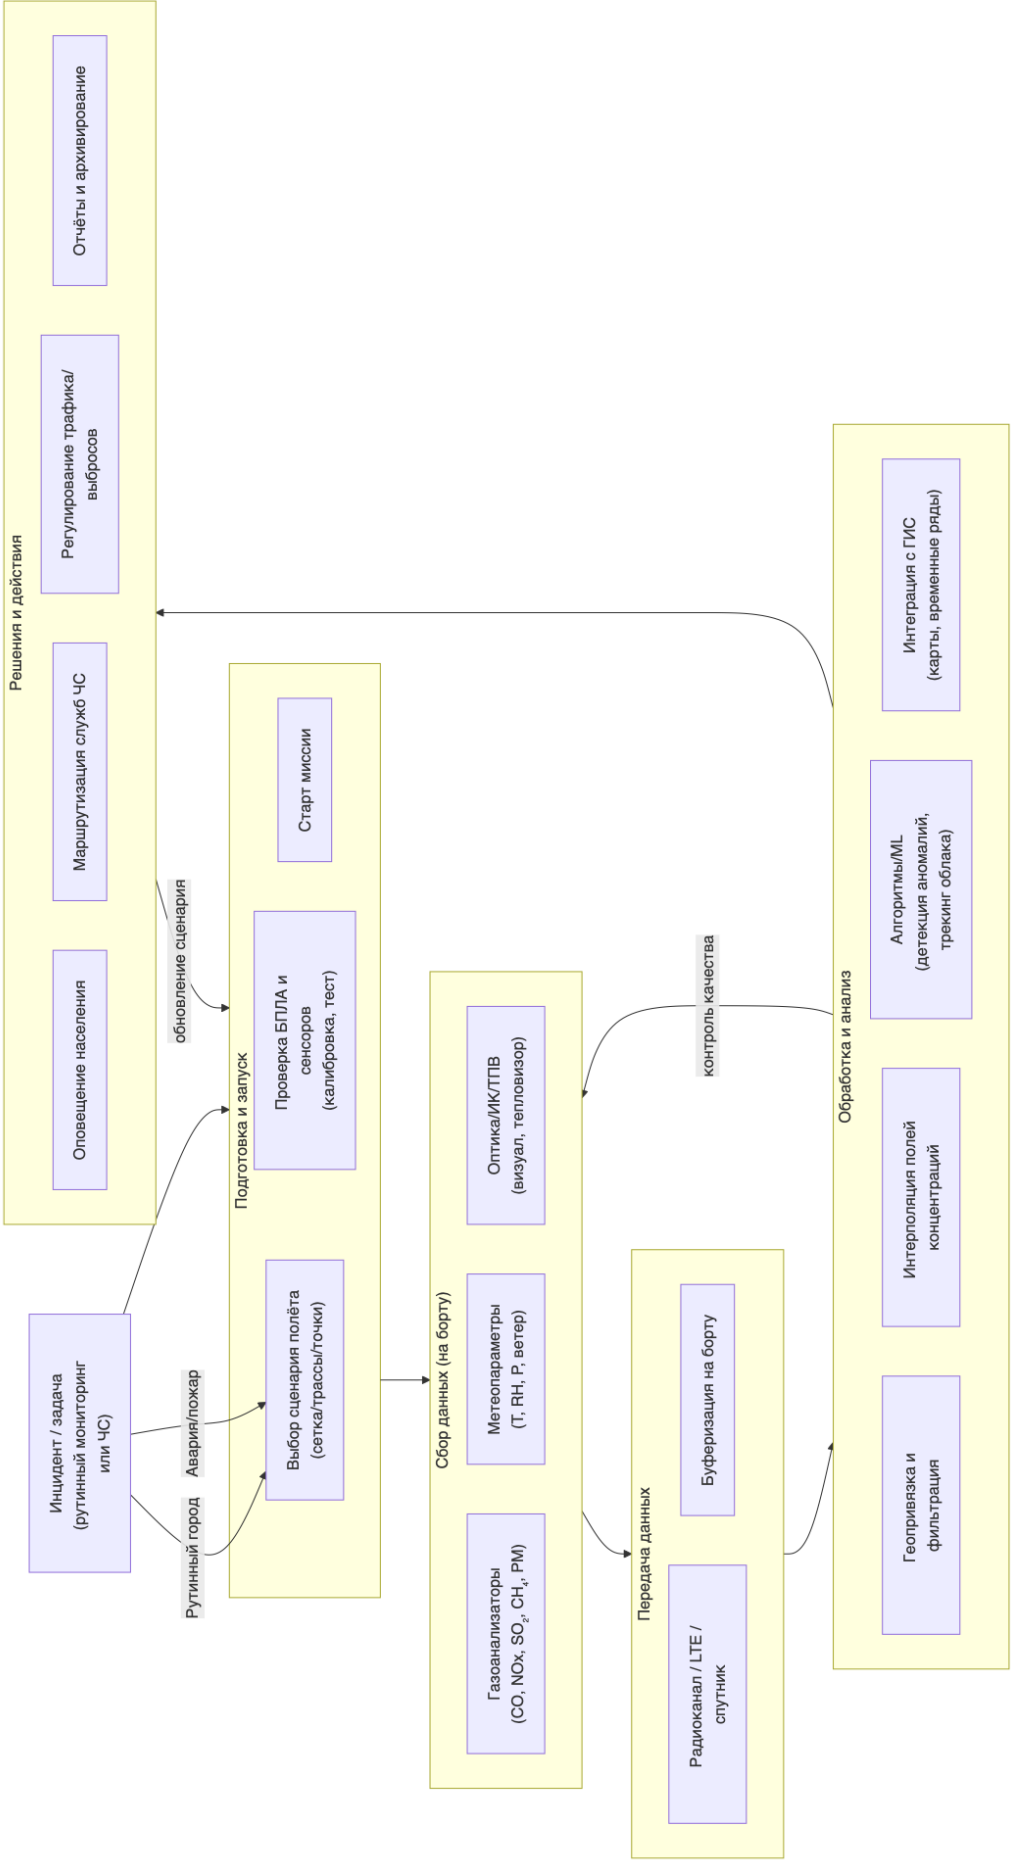 Инцидент / задача
(рутинный мониторинг
или ЧС)
Рутинный город
Авария/пожар
обновление сценария
Решения и действия
Оповещение населения
Маршрутизация служб ЧС
Регулирование трафика/
выбросов
Отчёты и архивирование
Подготовка и запуск
Выбор сценария полёта
(сетка/трассы/точки)
Проверка БПЛА и
сенсоров
(калибровка, тест)
Старт миссии
Сбор данных (на борту)
Газоанализаторы
(CO, NOx, SO₂, CH₄, PM)
Метеопараметры
(T, RH, P, ветер)
Оптика/ИК/ТПВ
(визуал, тепловизор)
Передача данных
Радиоканал / LTE /
спутник
Буферизация на борту
контроль качества
Обработка и анализ
Геопривязка и
фильтрация
Интерполяция полей
концентраций
Алгоритмы/ML
(детекция аномалий,
трекинг облака)
Интеграция с ГИС
(карты, временные ряды)